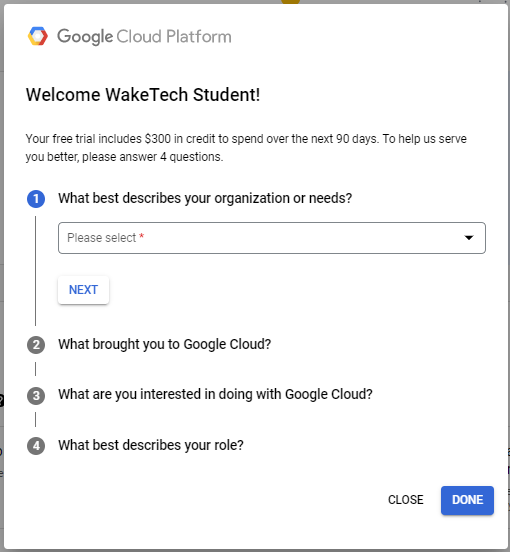 Google Cloud Platform
Welcome WakeTech Student!
Your free trial includes $300 in credit to spend over the next 90 days. To help us serve
you better, please answer 4 questions.
1 What best describes your organization or needs?
Please select *
NEXT
2 What brought you to Google Cloud?
3 What are you interested in doing with Google Cloud?
4 What best describes your role?
CLOSE DONE